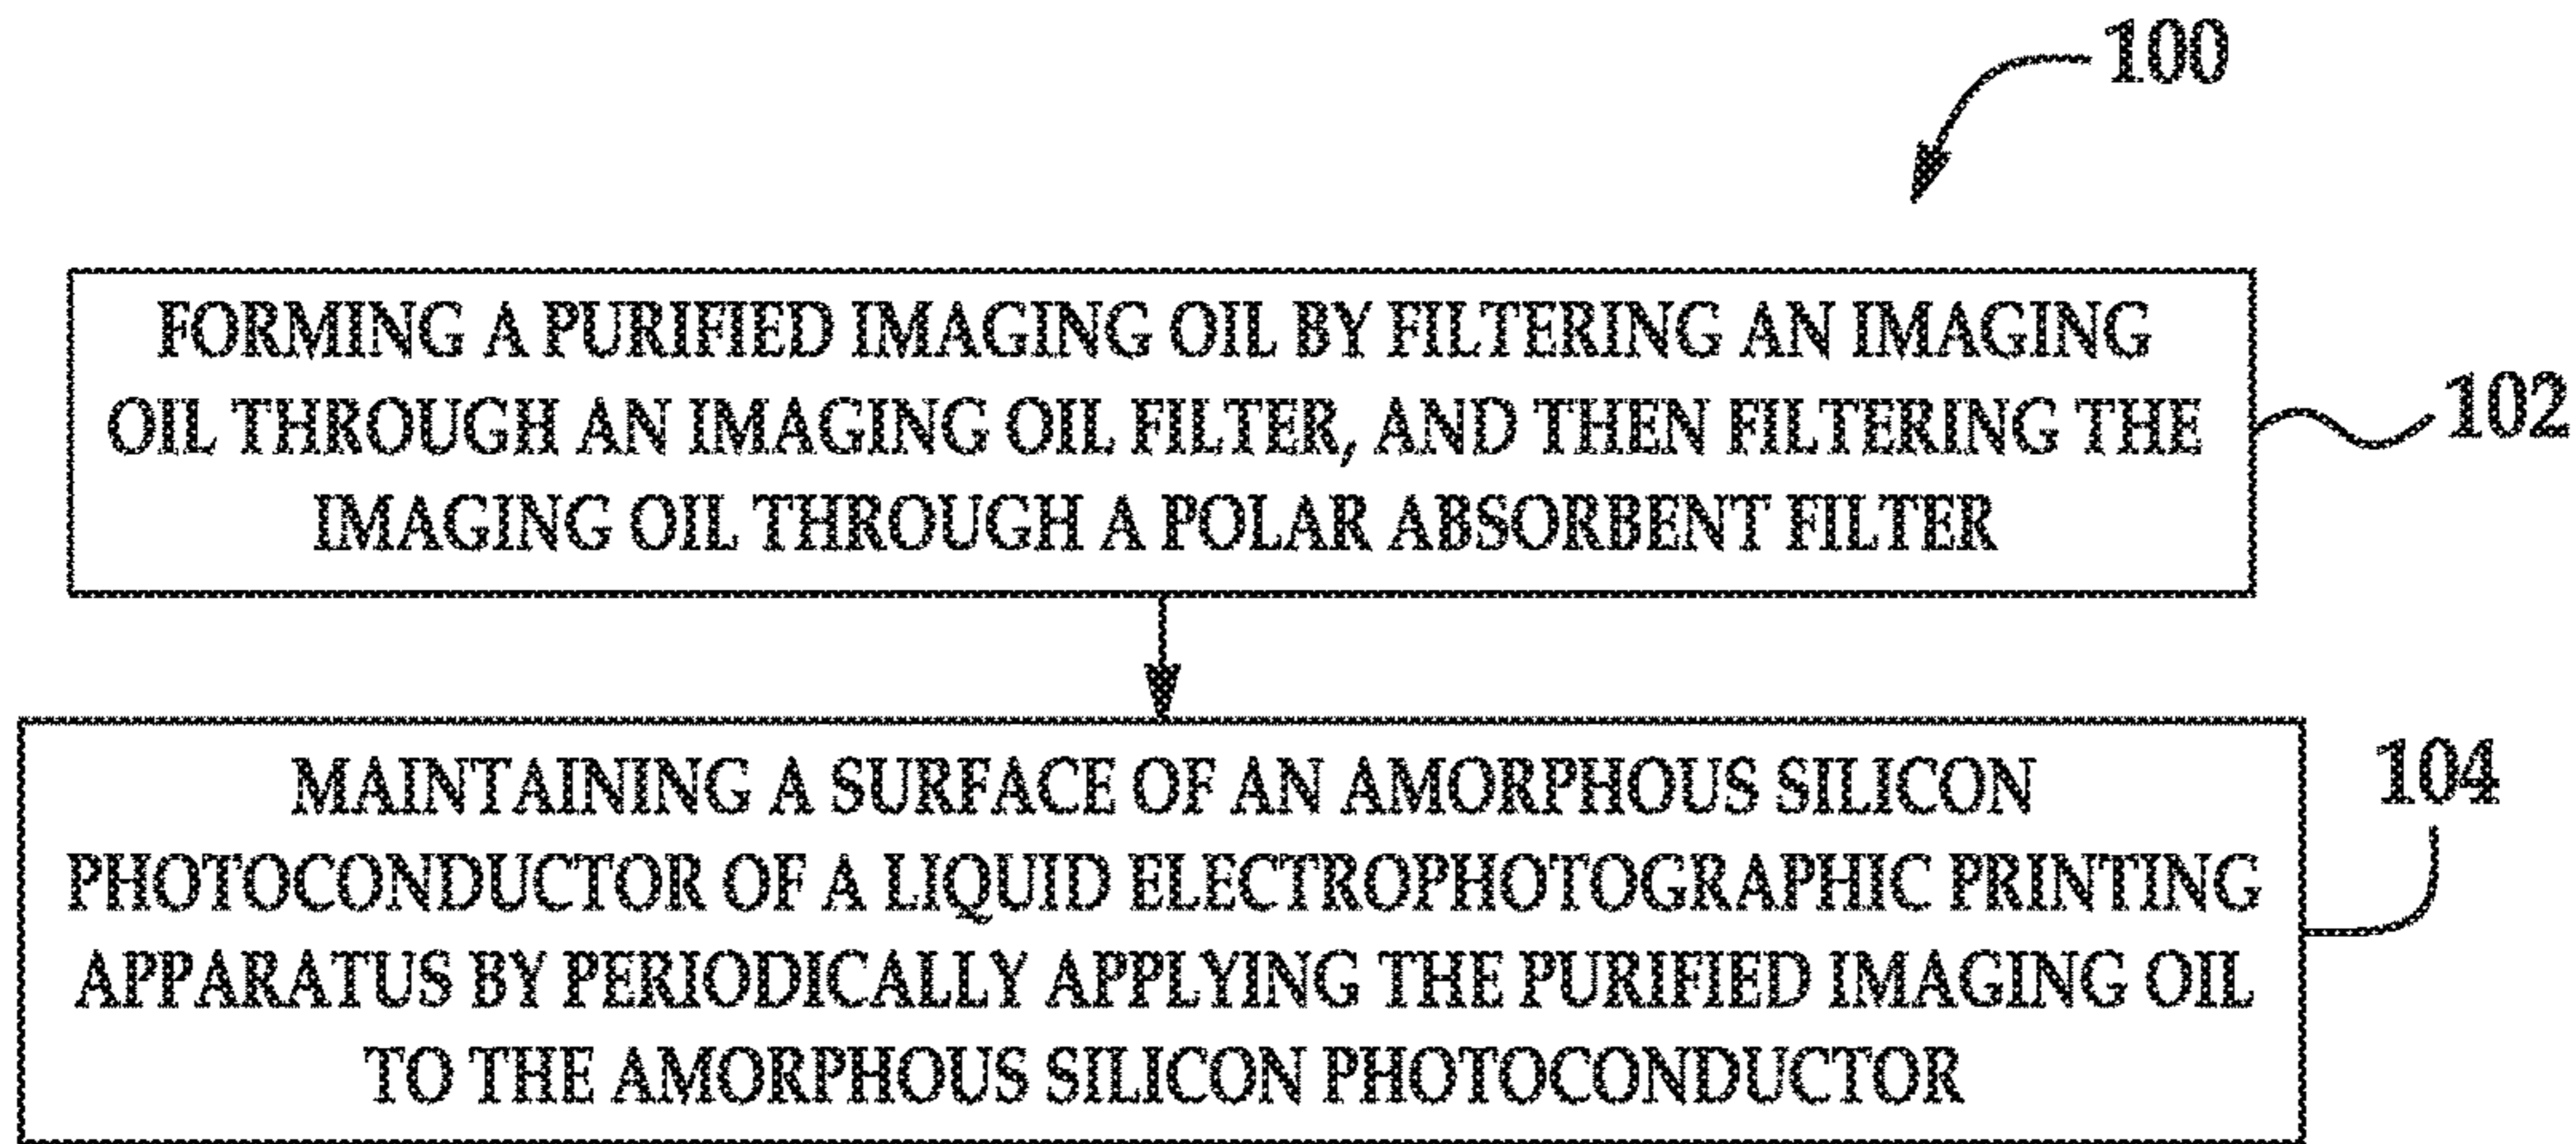 100
FORMING A PURIFIED IMAGING OIL BY FILTERING AN IMAGING
OIL THROUGH AN IMAGING OIL FILTER, AND THEN FILTERING THE
IMAGING OIL THROUGH A POLAR ABSORBENT FILTER
102
MAINTAINING A SURFACE OF AN AMORPHOUS SILICON
PHOTOCONDUCTOR OF A LIQUID ELECTROPHOTOGRAPHIC PRINTING
APPARATUS BY PERIODICALLY APPLYING THE PURIFIED IMAGING OIL
TO THE AMORPHOUS SILICON PHOTOCONDUCTOR
104